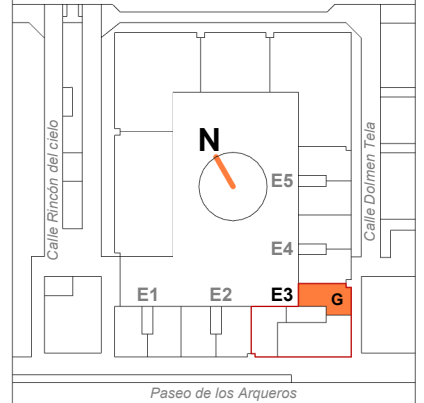 Calle Rincón del cielo
N
Calle Dolmen Tela
E5
E4
E1
E2
E3
G
Paseo de los Arqueros